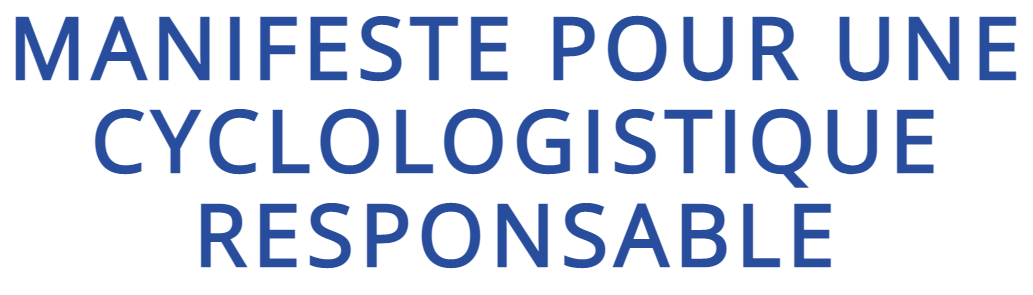 MANIFESTE POUR UNE
CYCLOLOGISTIQUE
RESPONSABLE